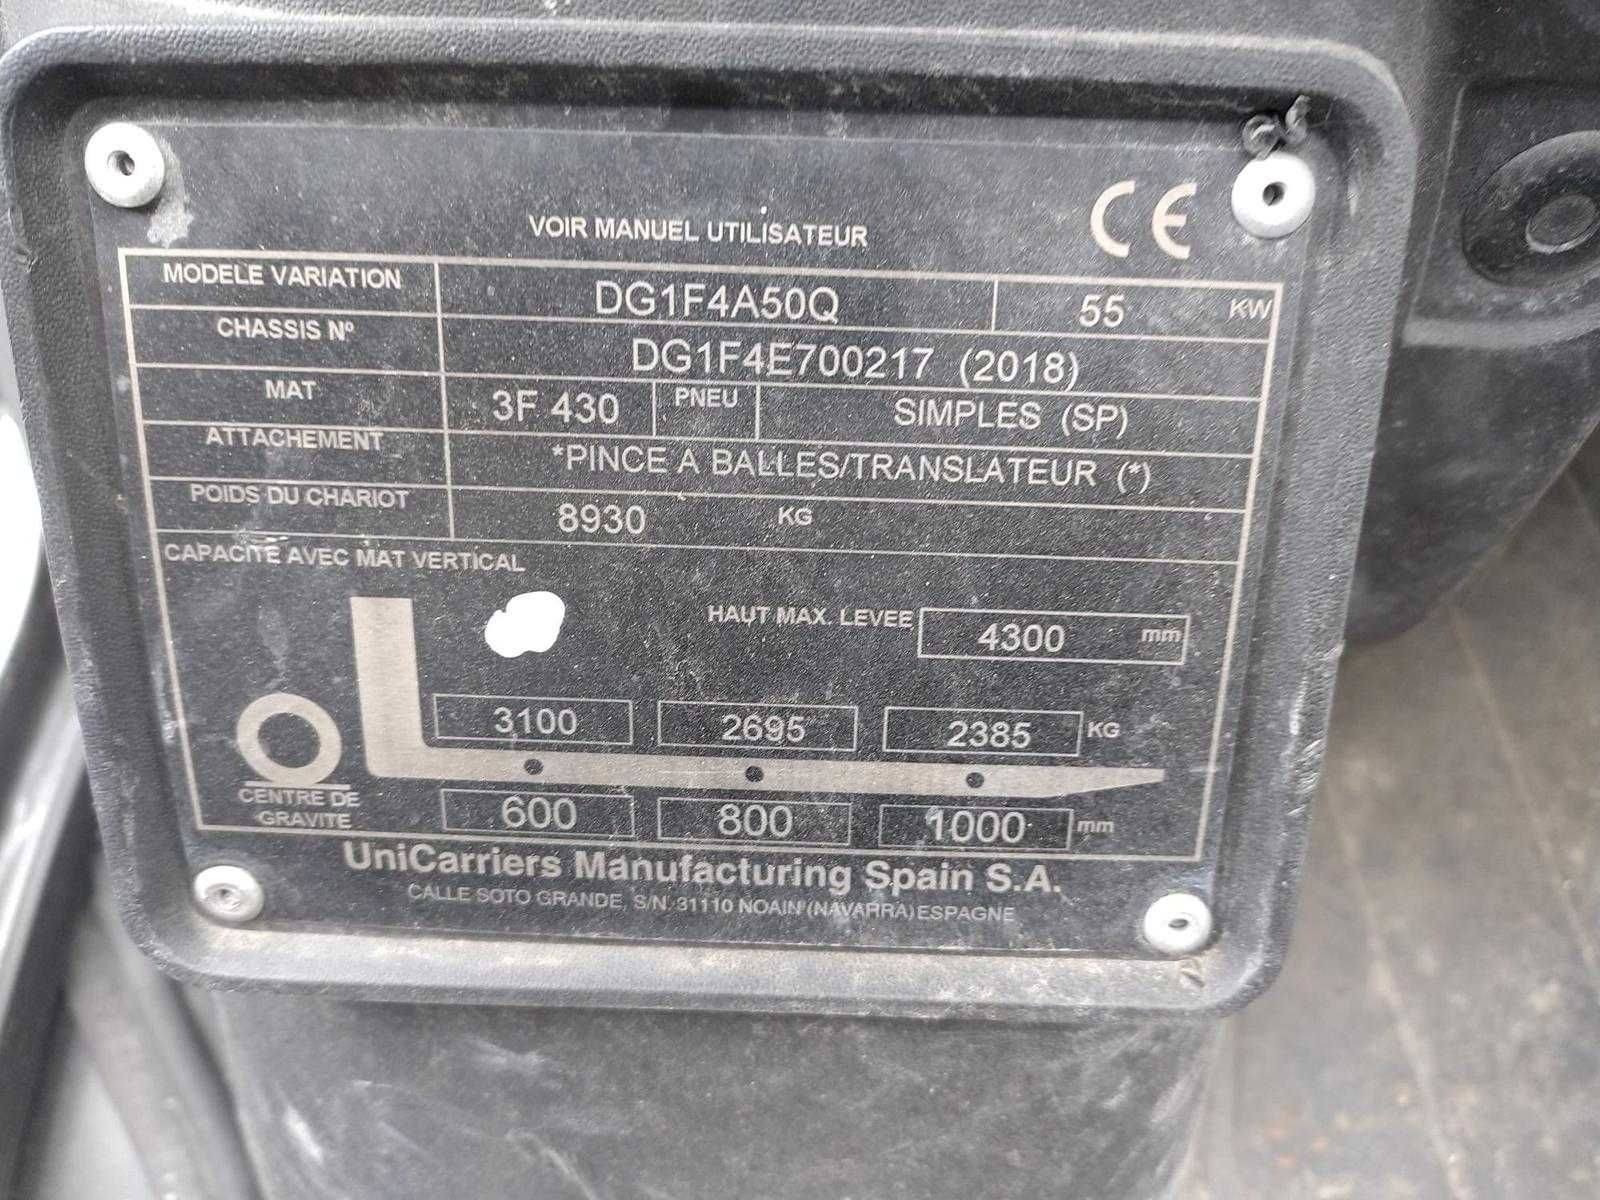 CE
VOIR MANUEL UTILISATEUR
MODELE VARIATION DG1F4A50Q 55 KW
CHASSIS Nº DG1F4E700217 (2018)
MAT 3F 430 PNEU SIMPLES (SP)
ATTACHEMENT *PINCE A BALLES/TRANSLATEUR (*)
POIDS DU CHARIOT 8930 KG
CAPACITE AVEC MAT VERTICAL
HAUT MAX. LEVEE 4300 mm
3100 2695 2385 KG
CENTRE DE
GRAVITE
600 800 1000 mm
UniCarriers Manufacturing Spain S.A.
CALLE SOTO GRANDE, S/N. 31110 NOAIN (NAVARRA) ESPAGNE